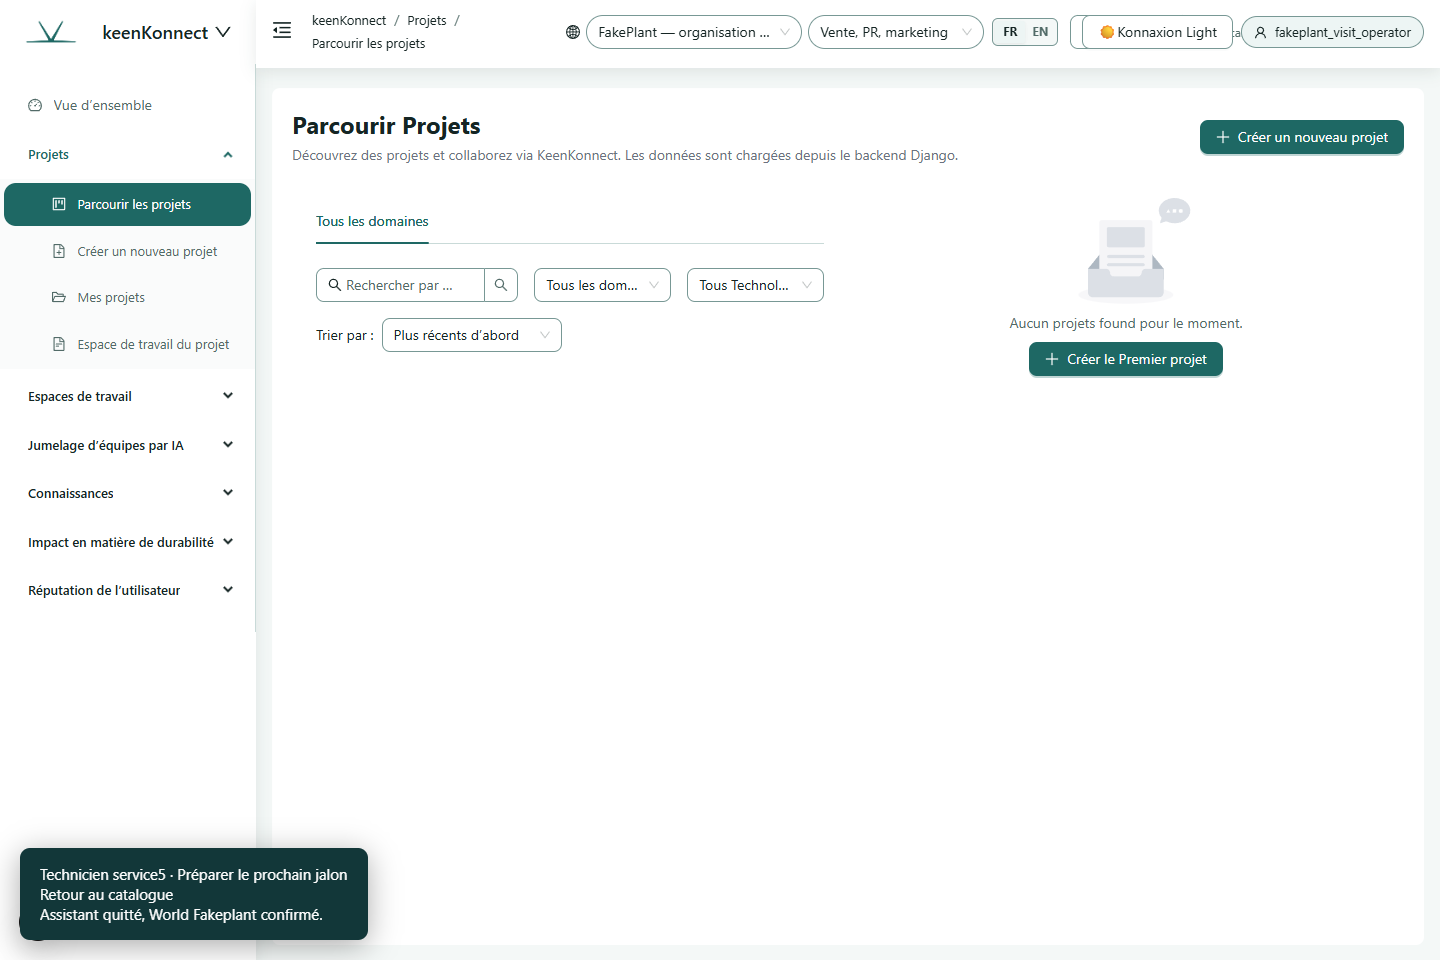 keenKonnect
keenKonnect / Projets /
Parcourir les projets
FakePlant — organisation ...
Vente, PR, marketing
FR EN
Konnaxion Light
fakeplant_visit_operator
Vue d’ensemble
Projets
Parcourir les projets
Créer un nouveau projet
Mes projets
Espace de travail du projet
Espaces de travail
Jumelage d’équipes par IA
Connaissances
Impact en matière de durabilité
Réputation de l’utilisateur
Parcourir Projets
Découvrez des projets et collaborez via KeenKonnect. Les données sont chargées depuis le backend Django.
Créer un nouveau projet
Tous les domaines
Rechercher par ...
Tous les dom...
Tous Technol...
Trier par :
Plus récents d’abord
Aucun projets found pour le moment.
Créer le Premier projet
Technicien service5 · Préparer le prochain jalon
Retour au catalogue
Assistant quitté, World Fakeplant confirmé.